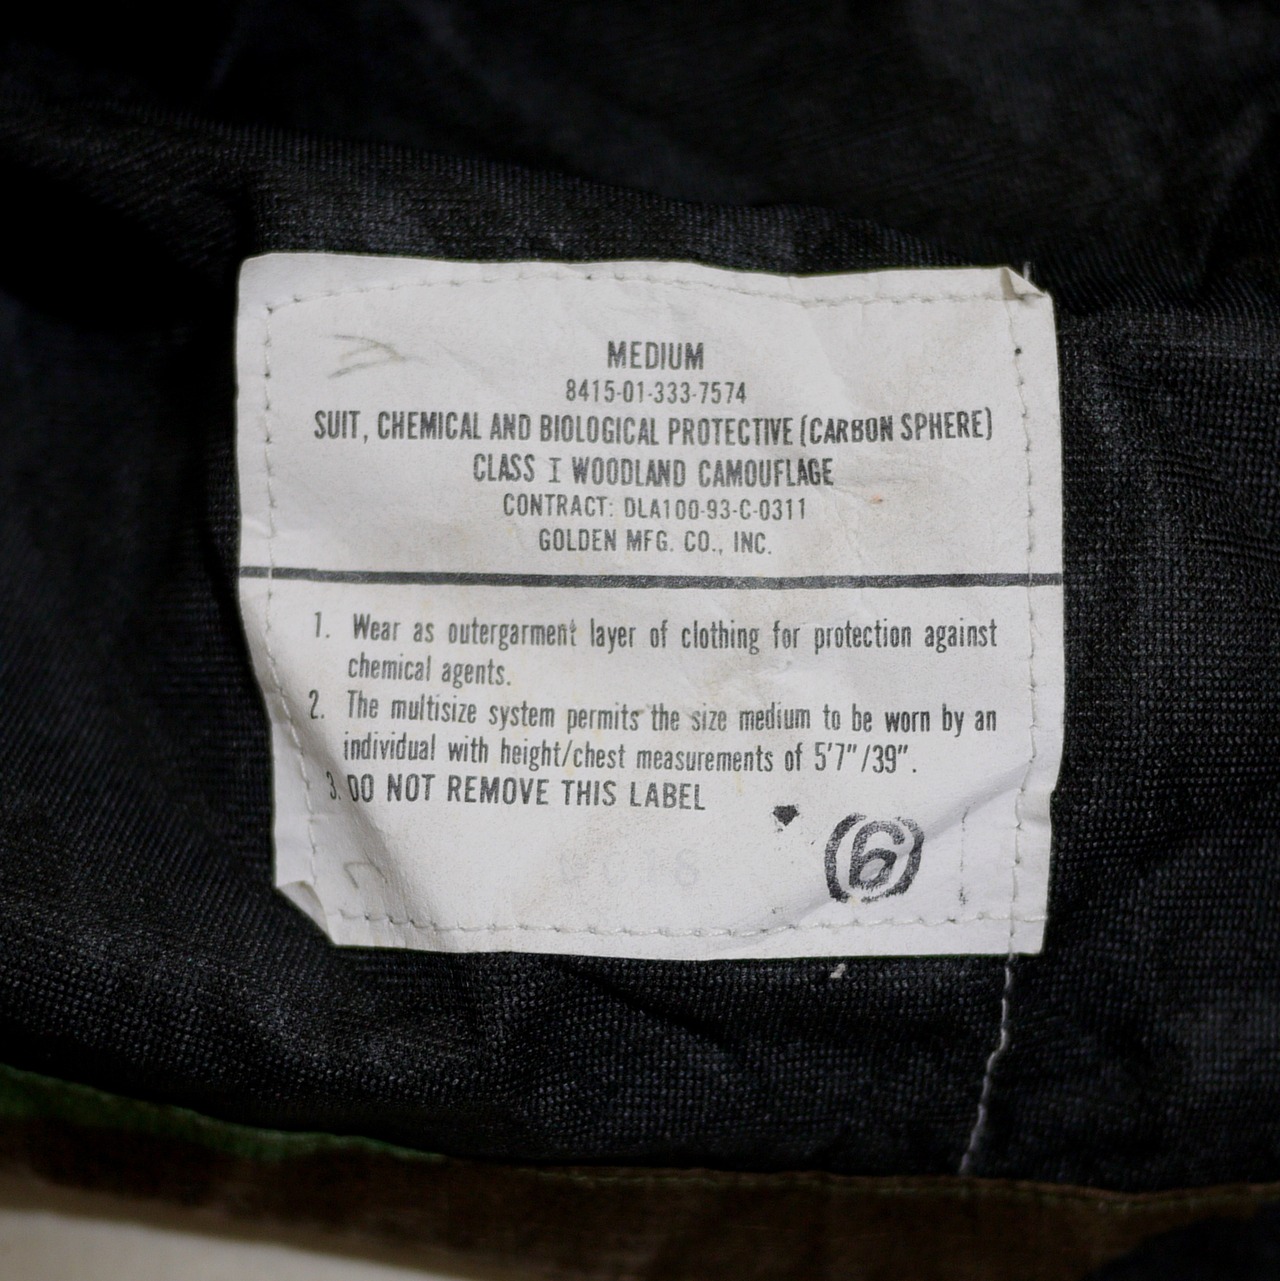 MEDIUM
8415-01-333-7574
SUIT, CHEMICAL AND BIOLOGICAL PROTECTIVE (CARBON SPHERE)
CLASS I WOODLAND CAMOUFLAGE
CONTRACT: DLA100-93-C-0311
GOLDEN MFG. CO., INC.
1. Wear as outergarment layer of clothing for protection against
chemical agents.
2. The multisize system permits the size medium to be worn by an
individual with height/chest measurements of 5'7"/39".
3. DO NOT REMOVE THIS LABEL
(6)